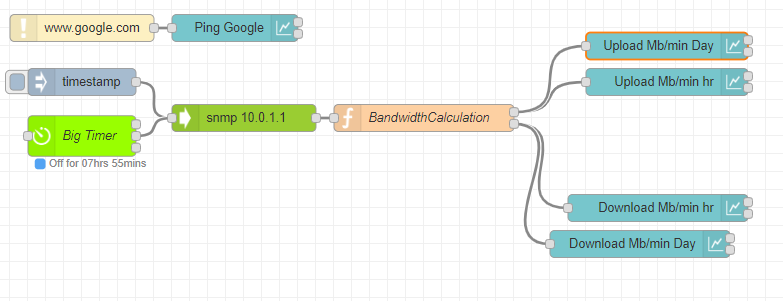 www.google.com
Ping Google
Upload Mb/min Day
timestamp
Upload Mb/min hr
snmp 10.0.1.1
BandwidthCalculation
Big Timer
Off for 07hrs 55mins
Download Mb/min hr
Download Mb/min Day